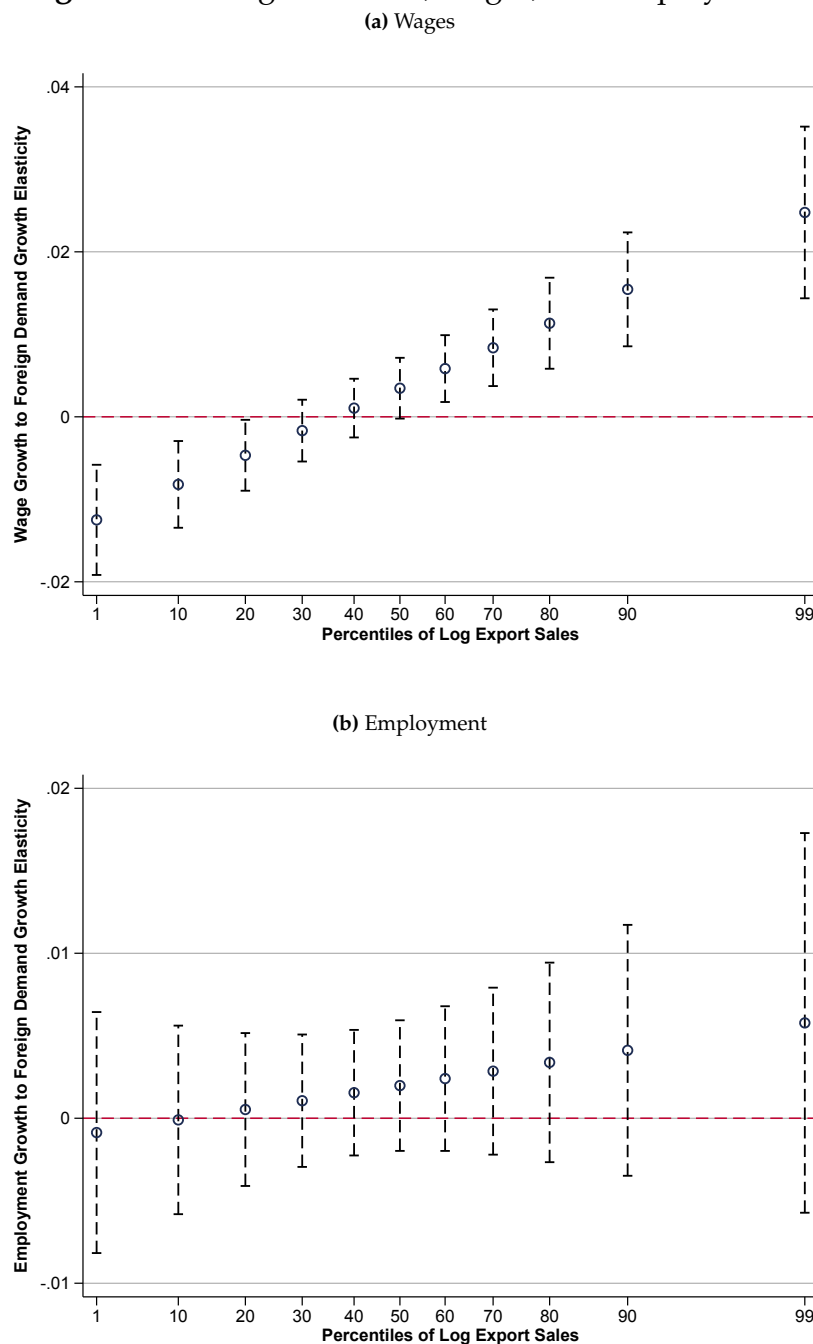 (a) Wages
Wage Growth to Foreign Demand Growth Elasticity
.04
.02
0
-.02
1 10 20 30 40 50 60 70 80 90 99
Percentiles of Log Export Sales
(b) Employment
Employment Growth to Foreign Demand Growth Elasticity
.02
.01
0
-.01
1 10 20 30 40 50 60 70 80 90 99
Percentiles of Log Export Sales